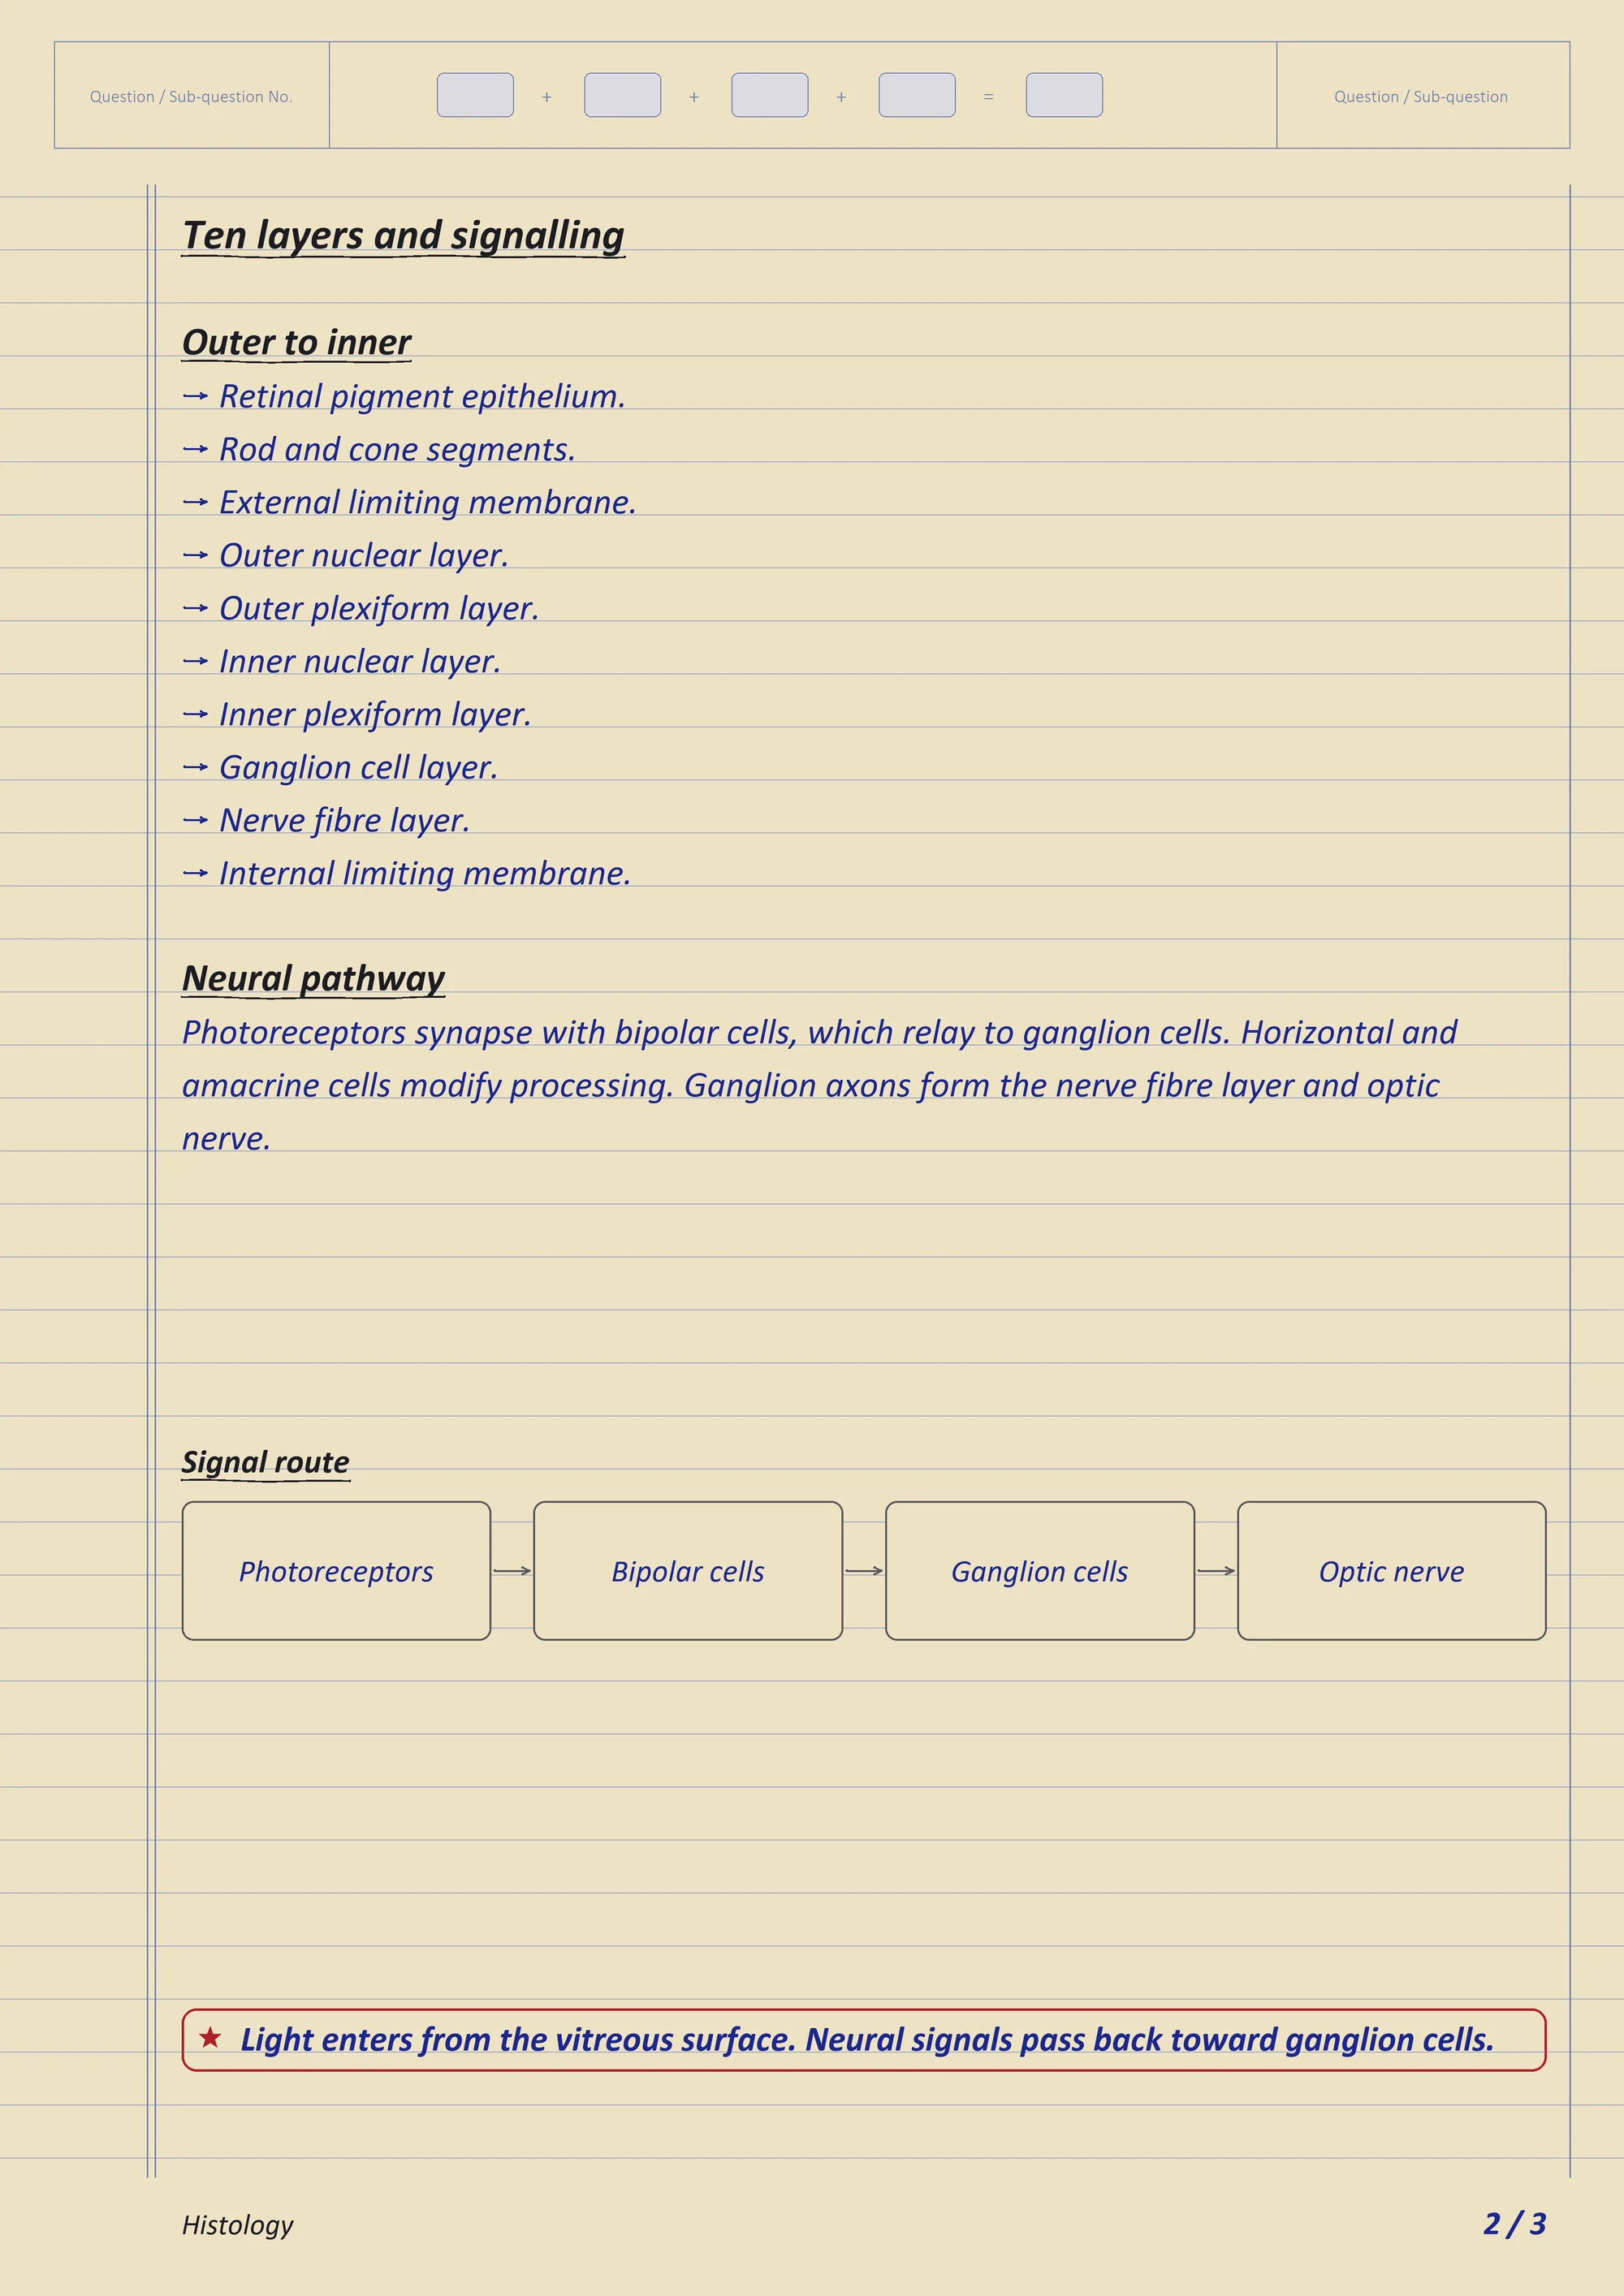 Question / Sub-question No.
+ + + =
Question / Sub-question
Ten layers and signalling
Outer to inner
→ Retinal pigment epithelium.
→ Rod and cone segments.
→ External limiting membrane.
→ Outer nuclear layer.
→ Outer plexiform layer.
→ Inner nuclear layer.
→ Inner plexiform layer.
→ Ganglion cell layer.
→ Nerve fibre layer.
→ Internal limiting membrane.
Neural pathway
Photoreceptors synapse with bipolar cells, which relay to ganglion cells. Horizontal and
amacrine cells modify processing. Ganglion axons form the nerve fibre layer and optic
nerve.
Signal route
Photoreceptors → Bipolar cells → Ganglion cells → Optic nerve
★ Light enters from the vitreous surface. Neural signals pass back toward ganglion cells.
Histology
2 / 3